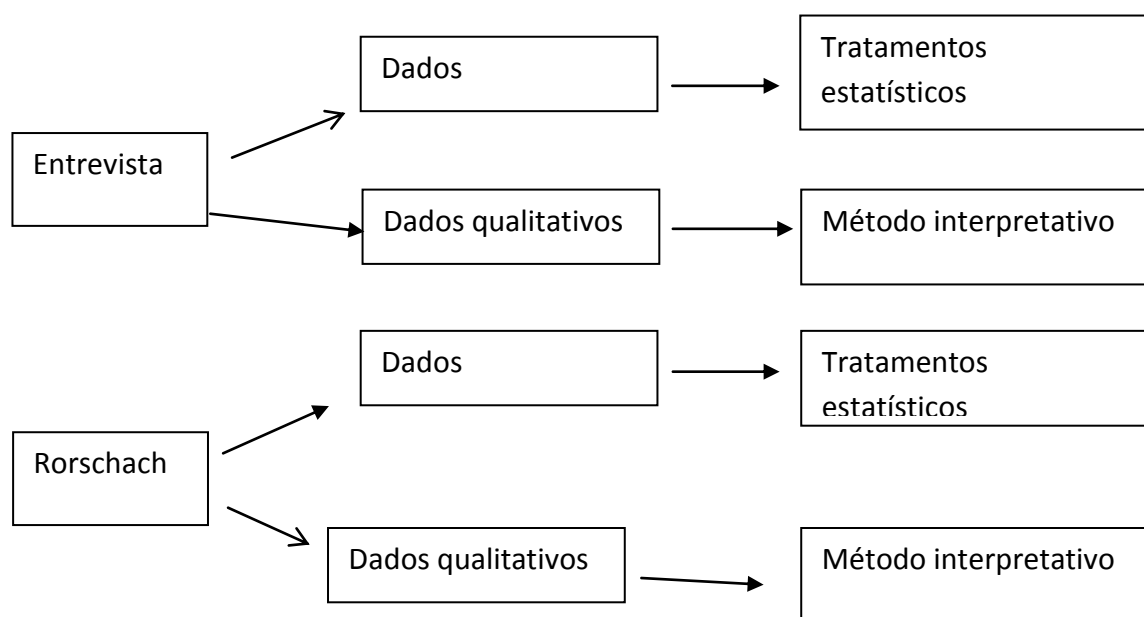 Dados
Tratamentos
estatísticos
Entrevista
Dados qualitativos
Método interpretativo
Dados
Tratamentos
estatísticos
Rorschach
Dados qualitativos
Método interpretativo